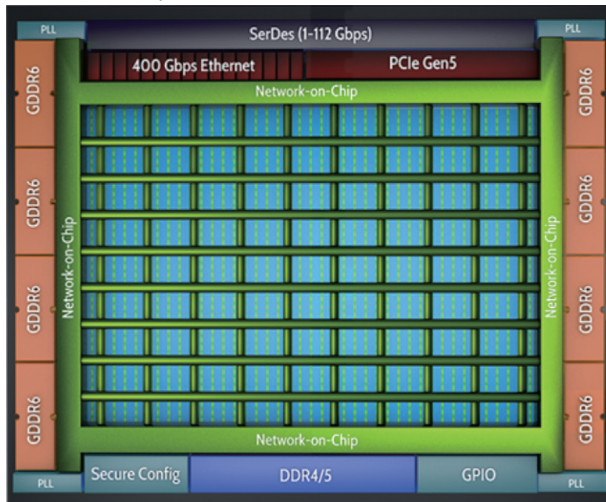 PLL
SerDes (1-112 Gbps)
PLL
400 Gbps Ethernet
PCIe Gen5
Network-on-Chip
GDDR6
GDDR6
GDDR6
GDDR6
Network-on-Chip
Network-on-Chip
GDDR6
GDDR6
GDDR6
GDDR6
Network-on-Chip
PLL
Secure Config
DDR4/5
GPIO
PLL